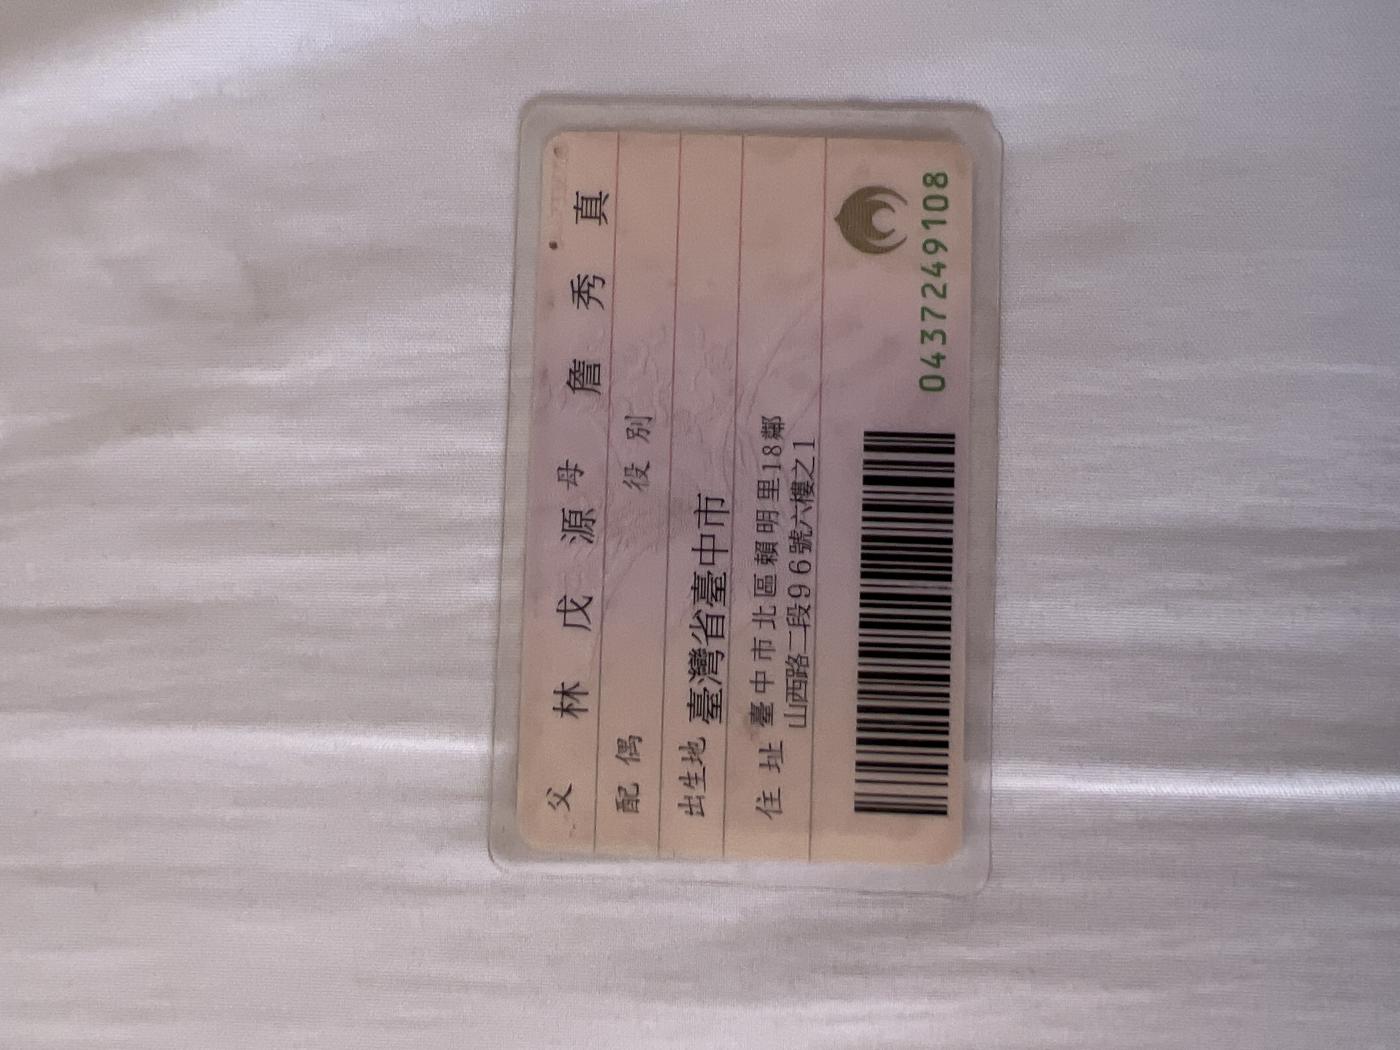 父 林戊源 母 詹秀真
配偶 役別
出生地 臺灣省臺中市
住址 臺中市北區賴明里18鄰
山西路二段96號六樓之1
0437249108